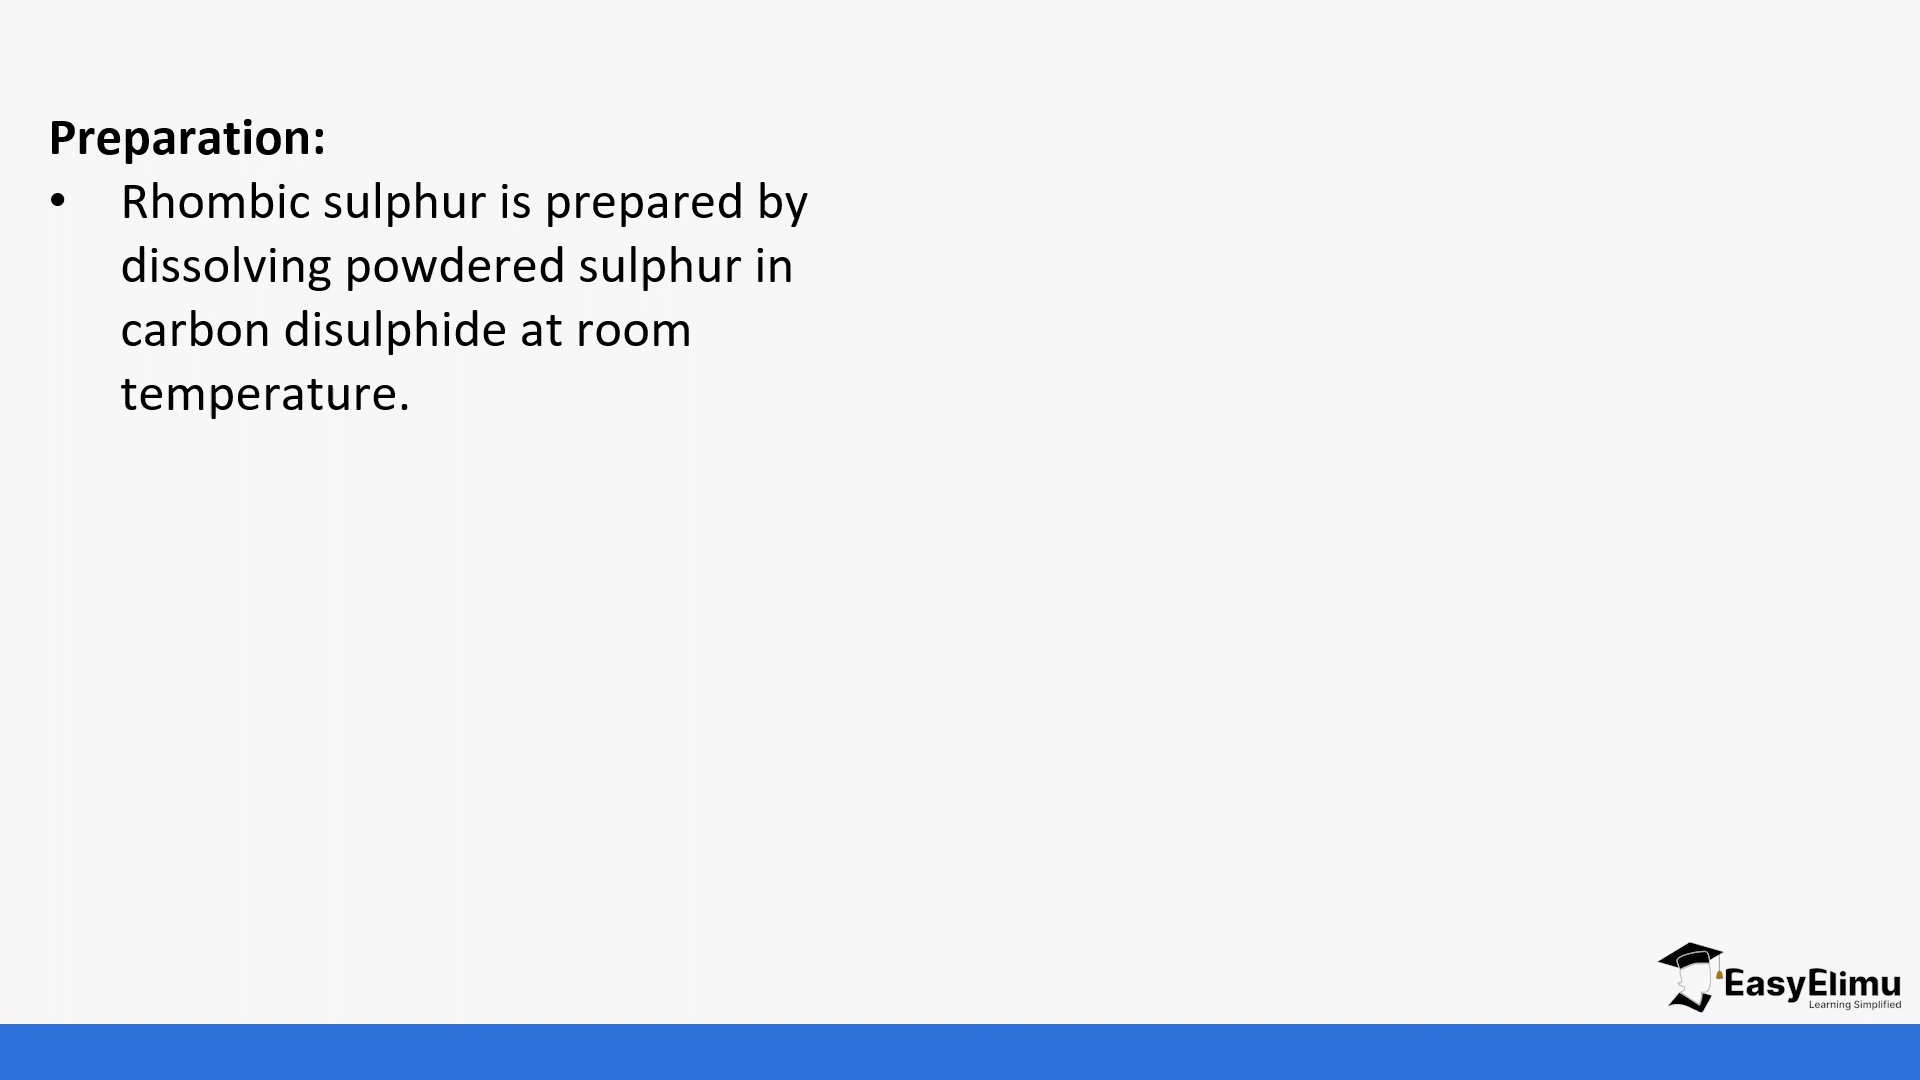 Preparation:
• Rhombic sulphur is prepared by
dissolving powdered sulphur in
carbon disulphide at room
temperature.
EasyElimu
Learning Simplified